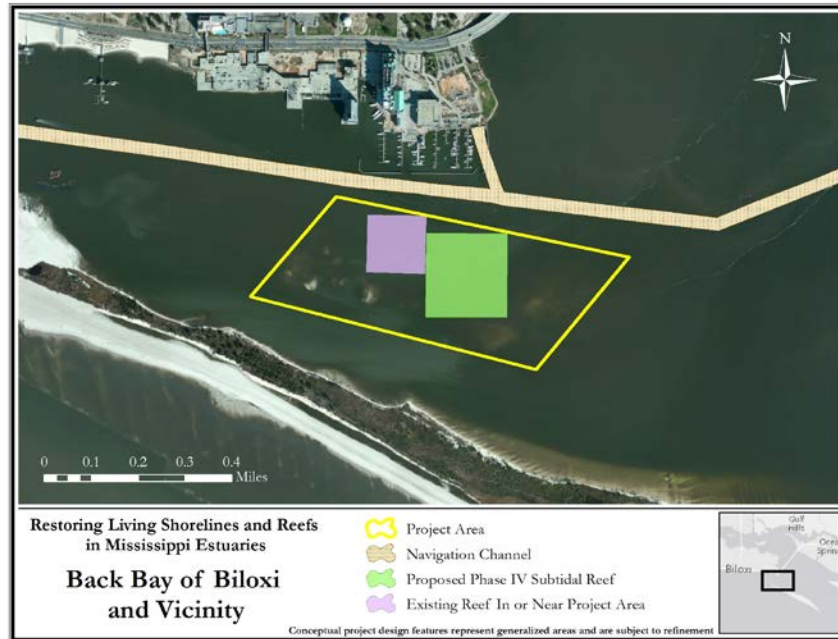 N
0 0.1 0.2 0.3 0.4
Miles
Restoring Living Shorelines and Reefs
in Mississippi Estuaries
Back Bay of Biloxi
and Vicinity
Project Area
Navigation Channel
Proposed Phase IV Subtidal Reef
Existing Reef In or Near Project Area
Conceptual project design features represent generalized areas and are subject to refinement
Gulf
Hills
Ocea
Spring
Biloxi